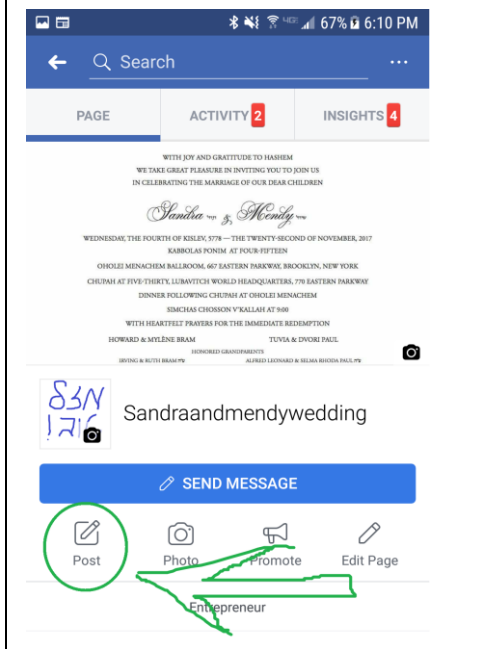 67% 6:10 PM
Search
PAGE
ACTIVITY 2
INSIGHTS 4
WITH JOY AND GRATITUDE TO HASHEM
WE TAKE GREAT PLEASURE IN INVITING YOU TO JOIN US
IN CELEBRATING THE MARRIAGE OF OUR DEAR CHILDREN
Sandra & Mendy
WEDNESDAY, THE FOURTH OF KISLEV, 5778 — THE TWENTY-SECOND OF NOVEMBER, 2017
KABBOLAS PONIM AT FOUR-FIFTEEN
OHOLEI MENACHEM BALLROOM, 667 EASTERN PARKWAY, BROOKLYN, NEW YORK
CHUPAH AT FIVE-THIRTY, LUBAVITCH WORLD HEADQUARTERS, 770 EASTERN PARKWAY
DINNER FOLLOWING CHUPAH AT OHOLEI MENACHEM
SIMCHAS CHOSSON V'KALLAH AT 9:00
WITH HEARTFELT PRAYERS FOR THE IMMEDIATE REDEMPTION
HOWARD & MYLÈNE BRAM
TUVIA & DVORI PAUL
HONORED GRANDPARENTS
IRVING & RUTH BRAM
ALFRED LEONARD & SELMA RHODA PAUL
Sandraandmendywedding
SEND MESSAGE
Post
Photo
Promote
Edit Page
Entrepreneur